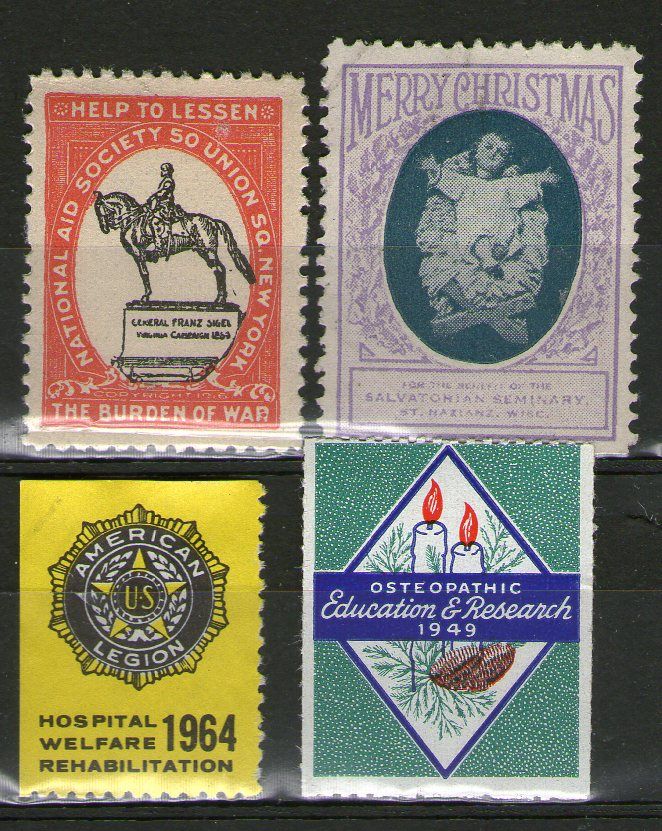 HELP TO LESSEN
NATIONAL AID SOCIETY 50 UNION SQ. NEW YORK
GENERAL FRANZ SIGEL
VIRGINIA CAMPAIGN
COPYRIGHT
THE BURDEN OF WAR
MERRY CHRISTMAS
FOR THE BENEFIT OF THE
SALVATORIAN SEMINARY,
ST. NAZIANZ, WISC.
AMERICAN
U·S
LEGION
HOSPITAL
WELFARE 1964
REHABILITATION
OSTEOPATHIC
Education & Research
1949